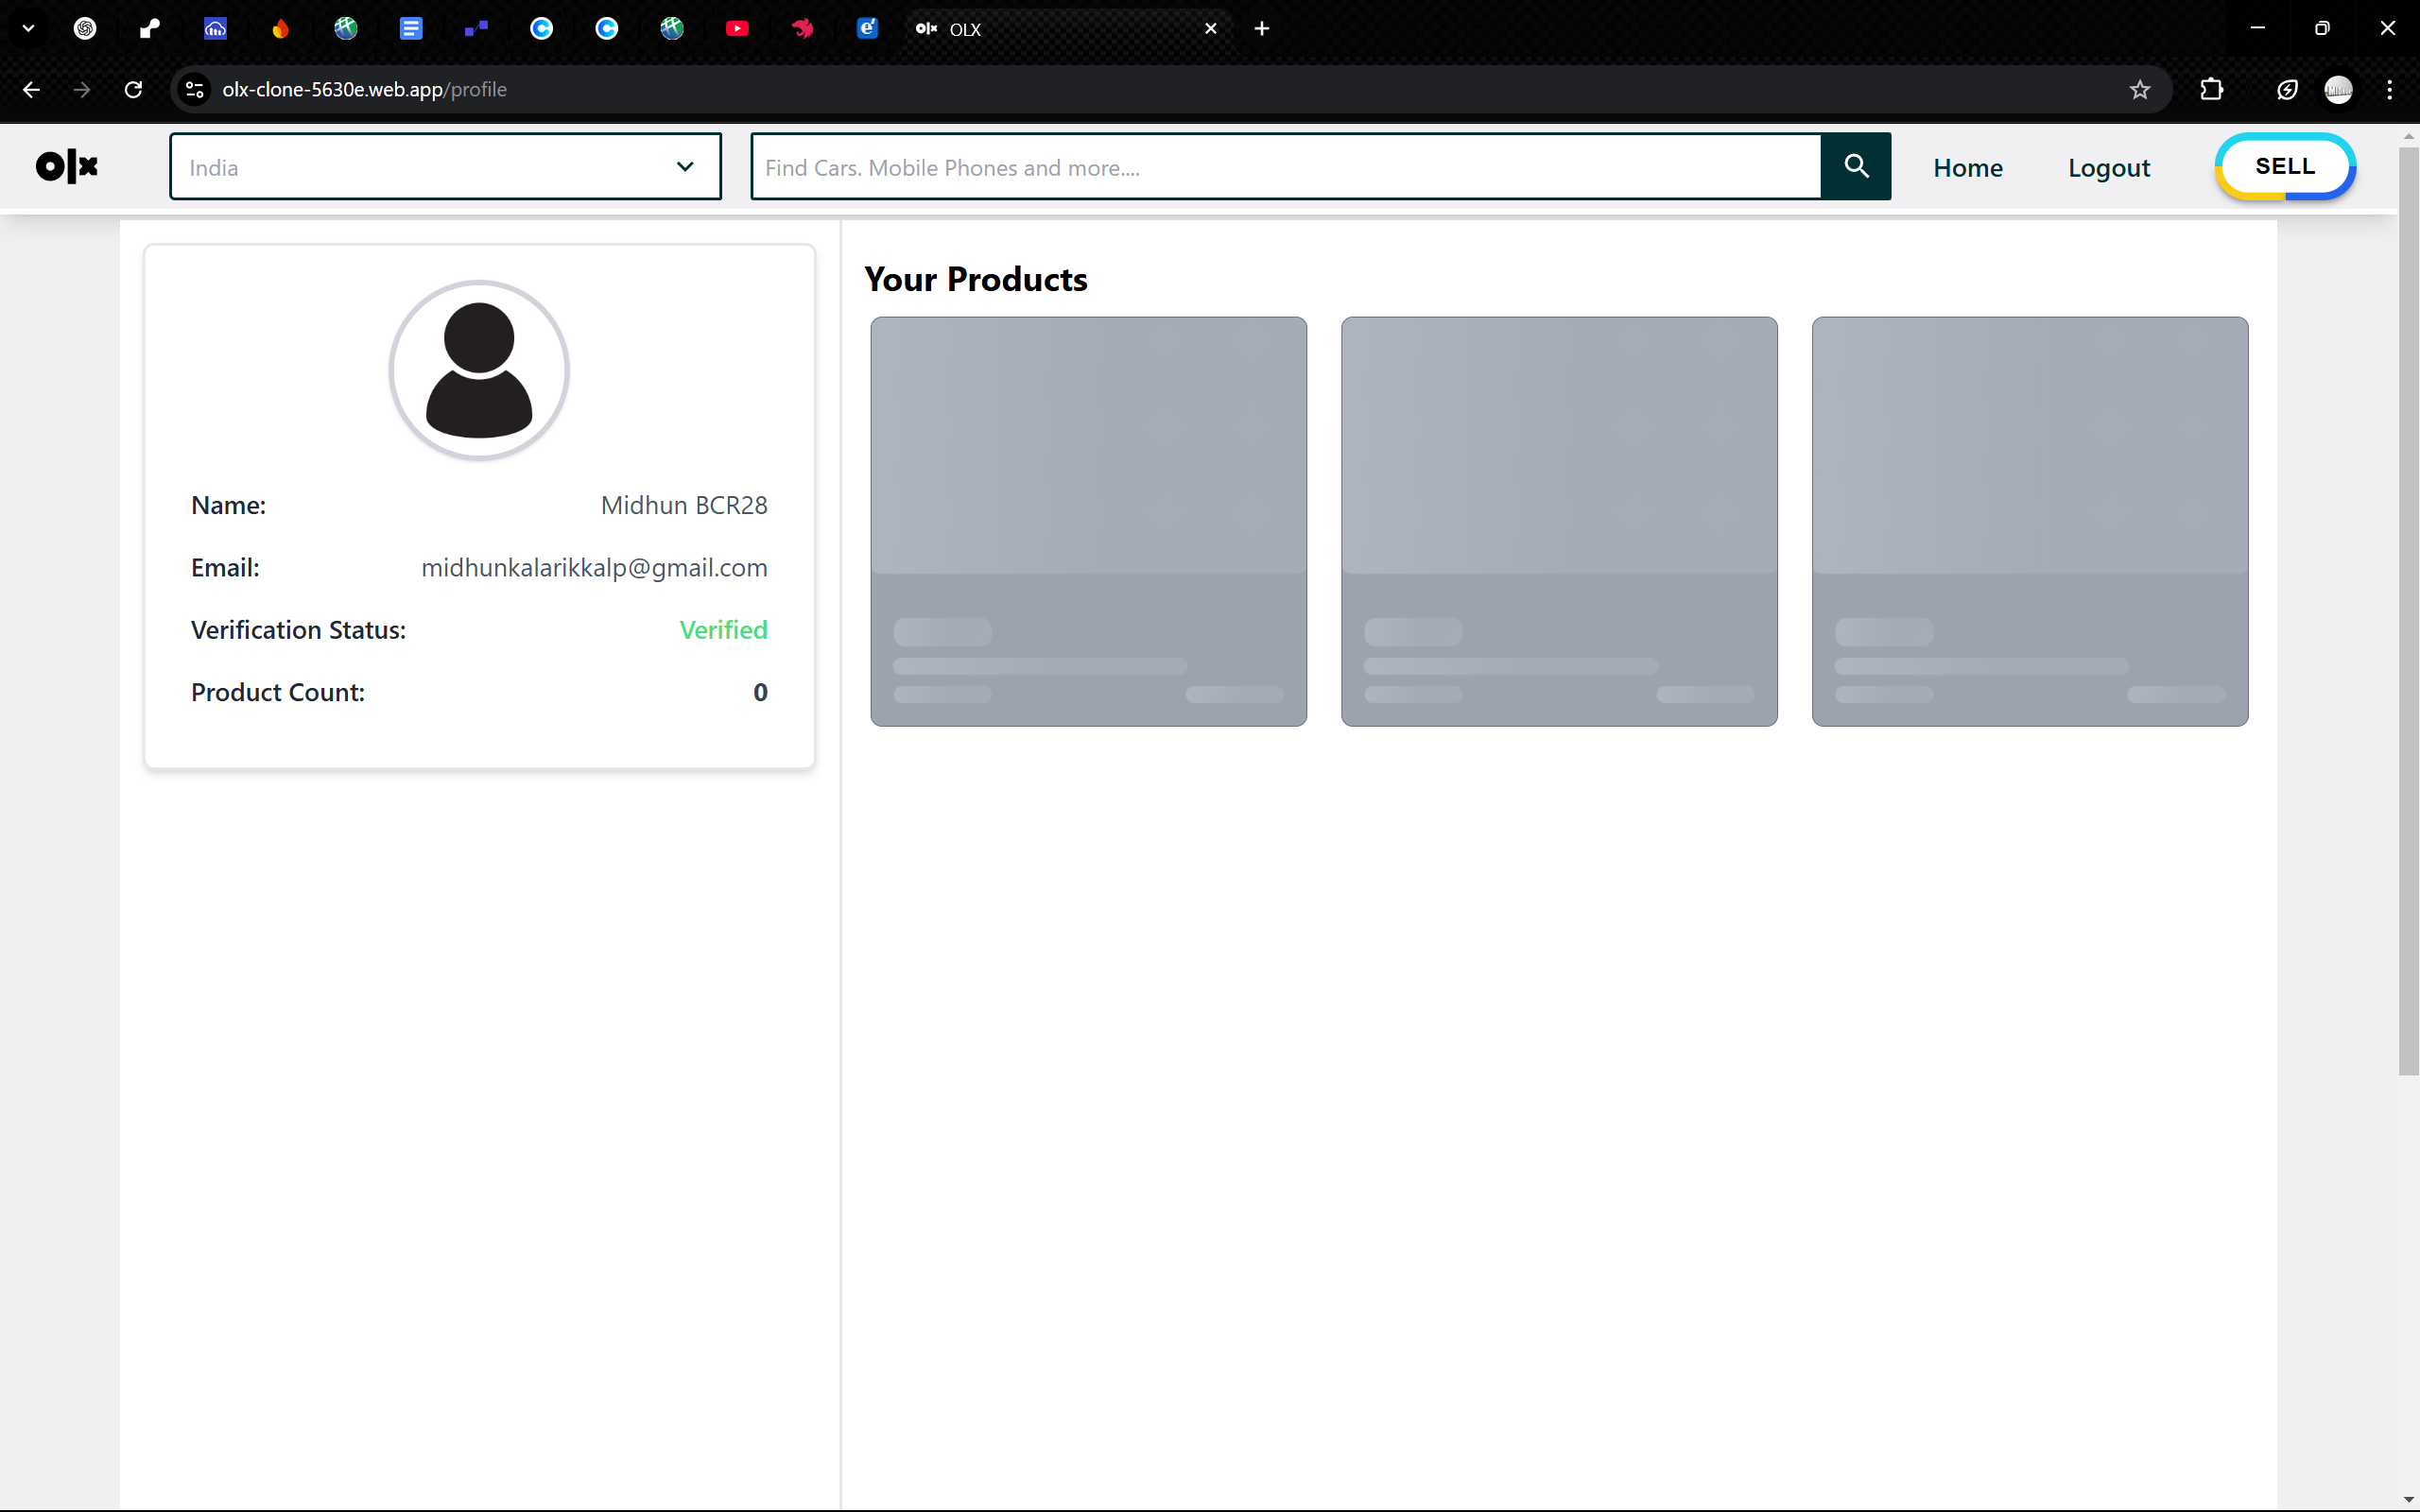 OLX
olx-clone-5630e.web.app/profile
olx
India
Find Cars. Mobile Phones and more....
Home
Logout
SELL
Your Products
Name:
Midhun BCR28
Email:
midhunkalarikkalp@gmail.com
Verification Status:
Verified
Product Count:
0